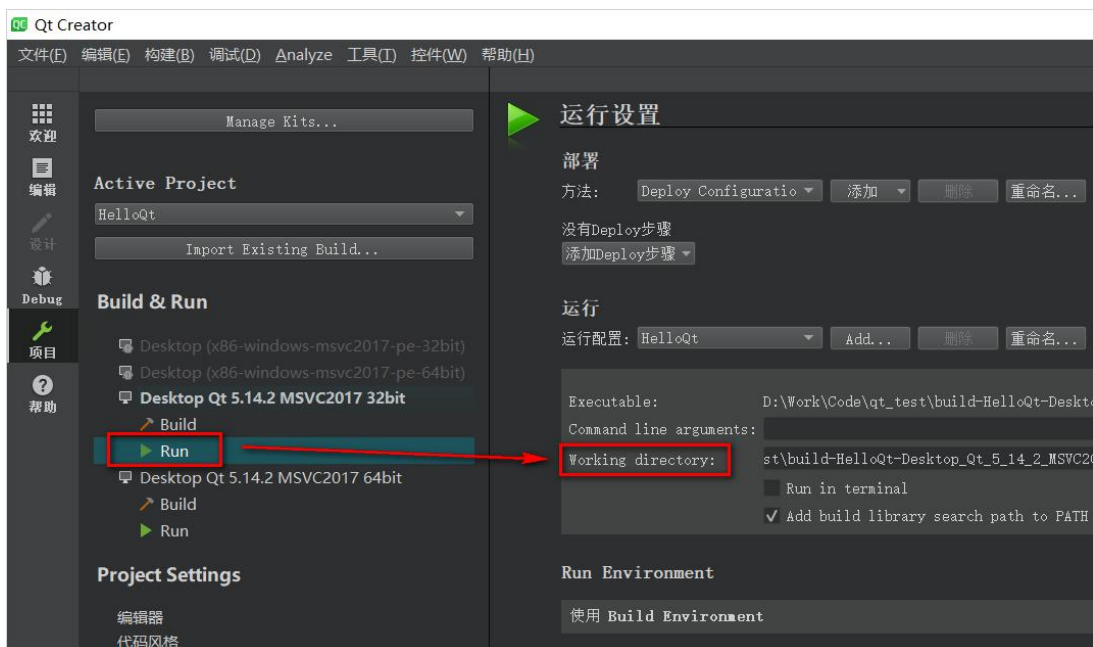 Qt Creator
文件(F) 编辑(E) 构建(B) 调试(D) Analyze 工具(T) 控件(W) 帮助(H)
欢迎
编辑
设计
Debug
项目
帮助
Manage Kits...
Active Project
HelloQt
Import Existing Build...
Build & Run
Desktop (x86-windows-msvc2017-pe-32bit)
Desktop (x86-windows-msvc2017-pe-64bit)
Desktop Qt 5.14.2 MSVC2017 32bit
Build
Run
Desktop Qt 5.14.2 MSVC2017 64bit
Build
Run
Project Settings
编辑器
代码风格
运行设置
部署
方法: Deploy Configuratio 添加 删除 重命名...
没有Deploy步骤
添加Deploy步骤
运行
运行配置: HelloQt Add... 删除 重命名...
Executable: D:\Work\Code\qt_test\build-HelloQt-Deskto
Command line arguments:
Working directory: st\build-HelloQt-Desktop_Qt_5_14_2_MSVC20
Run in terminal
Add build library search path to PATH
Run Environment
使用 Build Environment